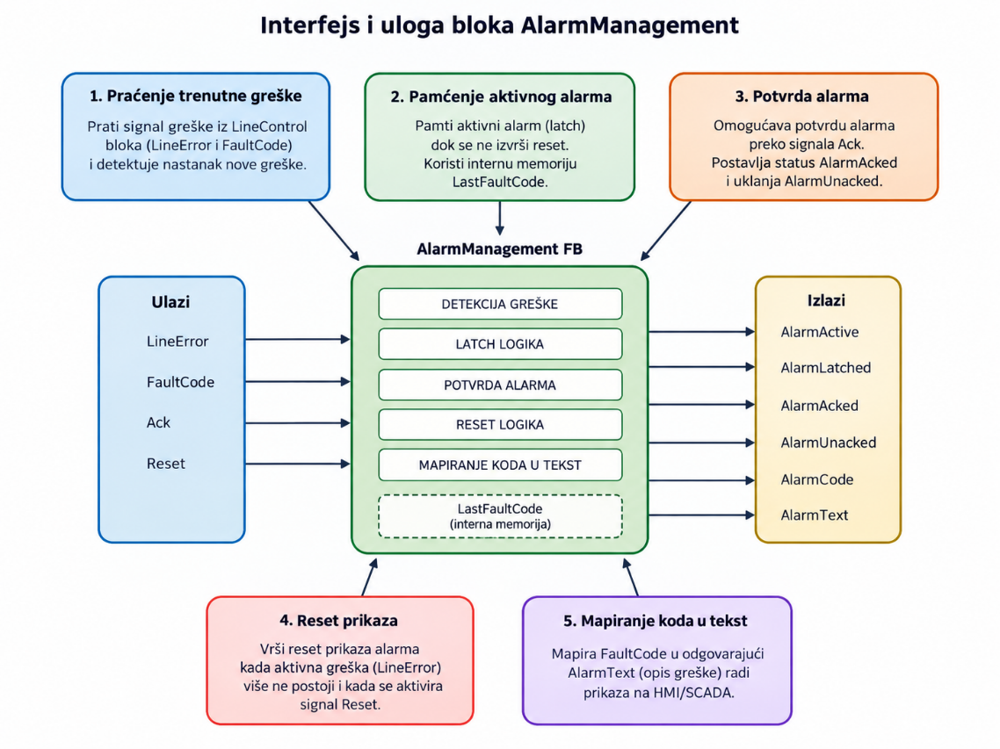 Interfejs i uloga bloka AlarmManagement
1. Praćenje trenutne greške
Prati signal greške iz LineControl
bloka (LineError i FaultCode)
i detektuje nastanak nove greške.
2. Pamćenje aktivnog alarma
Pamti aktivni alarm (latch)
dok se ne izvrši reset.
Koristi internu memoriju
LastFaultCode.
3. Potvrda alarma
Omogućava potvrdu alarma
preko signala Ack.
Postavlja status AlarmAcked
i uklanja AlarmUnacked.
AlarmManagement FB
Ulazi
LineError
FaultCode
Ack
Reset
DETEKCIJA GREŠKE
LATCH LOGIKA
POTVRDA ALARMA
RESET LOGIKA
MAPIRANJE KODA U TEKST
LastFaultCode
(interna memorija)
Izlazi
AlarmActive
AlarmLatched
AlarmAcked
AlarmUnacked
AlarmCode
AlarmText
4. Reset prikaza
Vrši reset prikaza alarma
kada aktivna greška (LineError)
više ne postoji i kada se aktivira
signal Reset.
5. Mapiranje koda u tekst
Mapira FaultCode u odgovarajući
AlarmText (opis greške) radi
prikaza na HMI/SCADA.